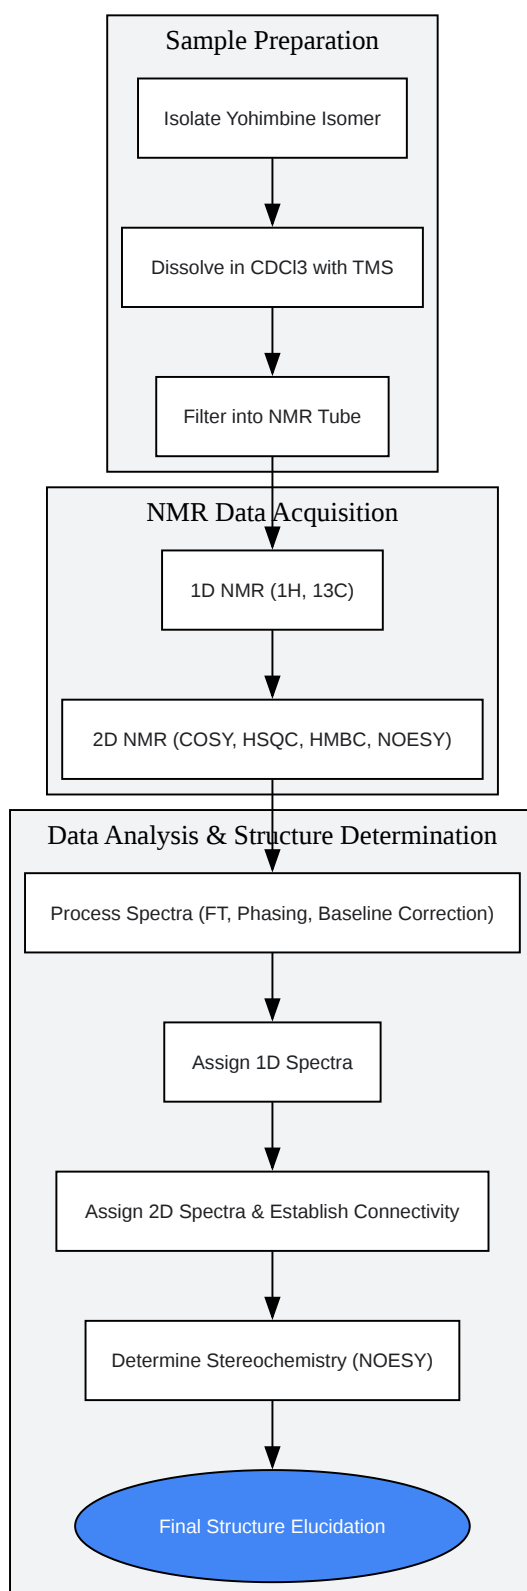 Sample Preparation
Isolate Yohimbine Isomer
Dissolve in CDCl3 with TMS
Filter into NMR Tube
NMR Data Acquisition
1D NMR (1H, 13C)
2D NMR (COSY, HSQC, HMBC, NOESY)
Data Analysis & Structure Determination
Process Spectra (FT, Phasing, Baseline Correction)
Assign 1D Spectra
Assign 2D Spectra & Establish Connectivity
Determine Stereochemistry (NOESY)
Final Structure Elucidation